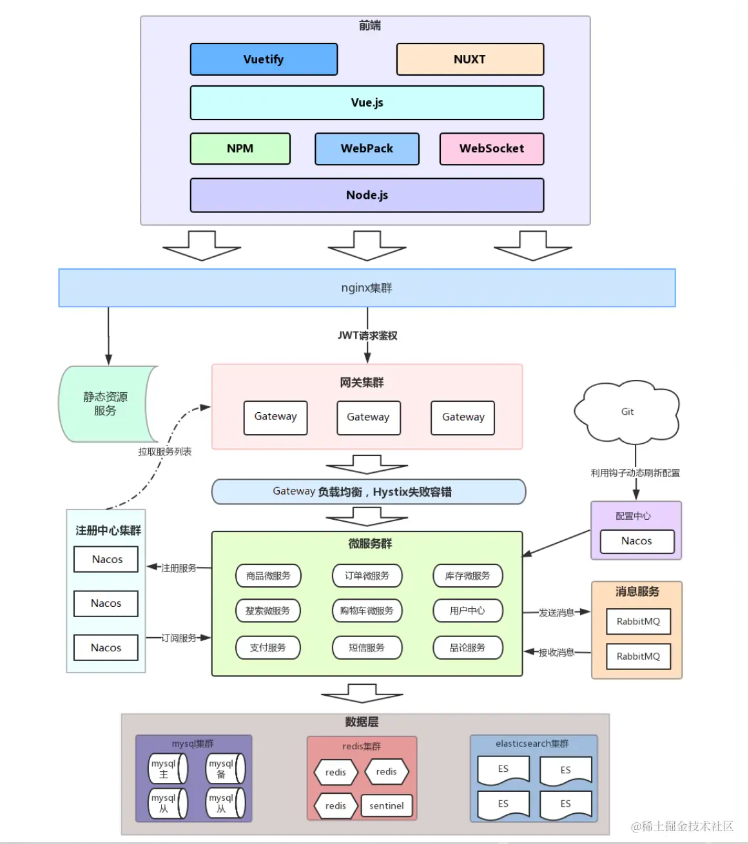 前端
Vuetify
NUXT
Vue.js
NPM
WebPack
WebSocket
Node.js
nginx集群
JWT请求鉴权
静态资源
服务
网关集群
Gateway
Gateway
Gateway
Git
拉取服务列表
利用钩子动态刷新配置
Gateway 负载均衡，Hystix失败容错
注册中心集群
Nacos
Nacos
Nacos
注册服务
订阅服务
微服务群
商品微服务
订单微服务
库存微服务
搜索微服务
购物车微服务
用户中心
支付服务
短信服务
品论服务
配置中心
Nacos
发送消息
接收消息
消息服务
RabbitMQ
RabbitMQ
数据层
mysql集群
mysql
主
mysql
备
mysql
从
mysql
从
redis集群
redis
redis
redis
sentinel
elasticsearch集群
ES
ES
ES
ES
@稀土掘金技术社区